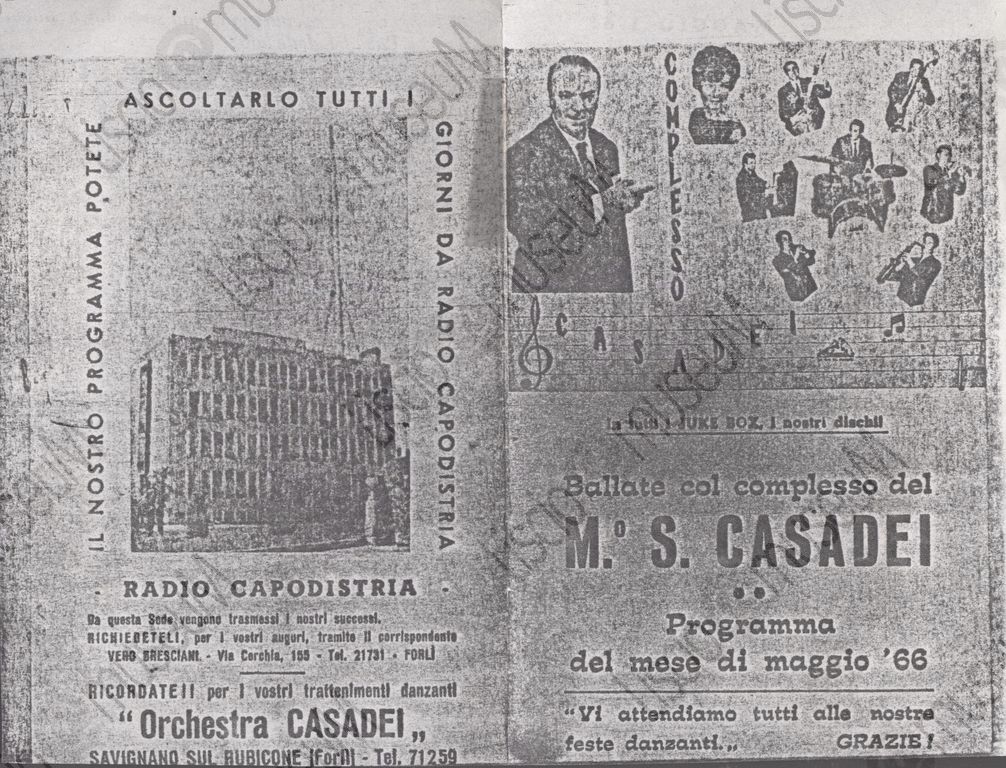 IL NOSTRO PROGRAMMA POTETE
ASCOLTARLO TUTTI I
GIORNI DA RADIO CAPODISTRIA
- RADIO CAPODISTRIA -
Da questa Sede vengono trasmessi i nostri successi.
RICHIEDETELI, per i vostri auguri, tramite il corrispondente
VERO BRESCIANI. - Via Cerchia, 155 - Tel. 21731 - FORLÌ
RICORDATE!! per i vostri trattenimenti danzanti
"Orchestra CASADEI„
SAVIGNANO SUL RUBICONE (Forlì) - Tel. 71259
COMPLESSO
CASADEI
In tutti i JUKE BOX, i nostri dischi!
Ballate col complesso del
M.º S. CASADEI
Programma
del mese di maggio '66
"Vi attendiamo tutti alle nostre
feste danzanti.„ GRAZIE!
Liscio@museuM